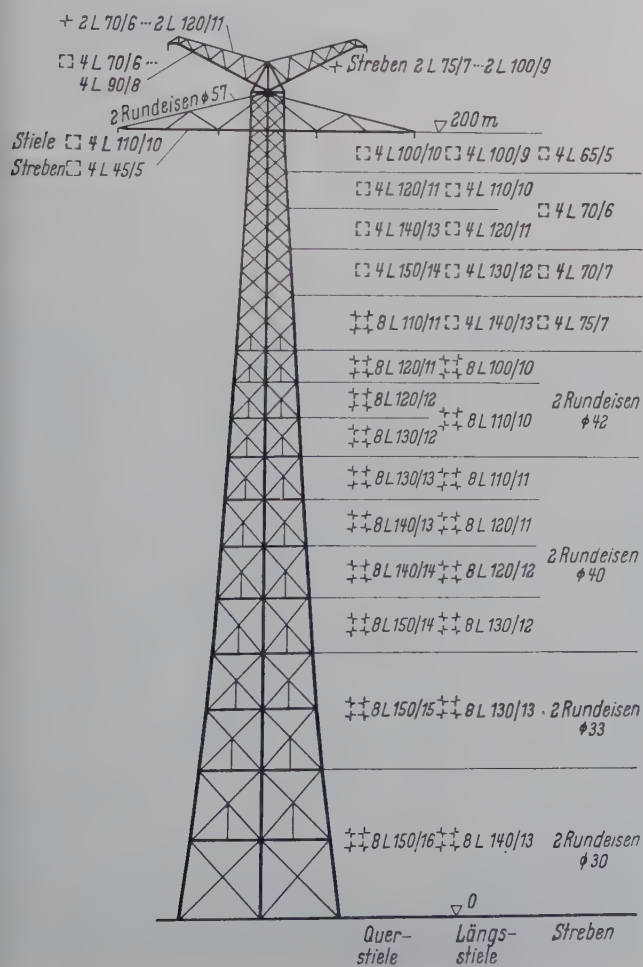 + 2 L 70/6 ··· 2 L 120/11
[] 4 L 70/6 ···
4 L 90/8
+ Streben 2 L 75/7 ··· 2 L 100/9
2 Rundeisen ϕ 57
Stiele [] 4 L 110/10
Streben [] 4 L 45/5
▽ 200 m
[] 4 L 100/10 [] 4 L 100/9 [] 4 L 65/5
[] 4 L 120/11 [] 4 L 110/10
[] 4 L 70/6
[] 4 L 140/13 [] 4 L 120/11
[] 4 L 150/14 [] 4 L 130/12 [] 4 L 70/7
8 L 110/11 [] 4 L 140/13 [] 4 L 75/7
8 L 120/11 8 L 100/10
8 L 120/12
8 L 110/10
2 Rundeisen
ϕ 42
8 L 130/12
8 L 130/13 8 L 110/11
8 L 140/13 8 L 120/11
8 L 140/14 8 L 120/12
2 Rundeisen
ϕ 40
8 L 150/14 8 L 130/12
8 L 150/15 8 L 130/13 2 Rundeisen
ϕ 33
8 L 150/16 8 L 140/13 2 Rundeisen
ϕ 30
▽ 0
Quer-
stiele
Längs-
stiele
Streben